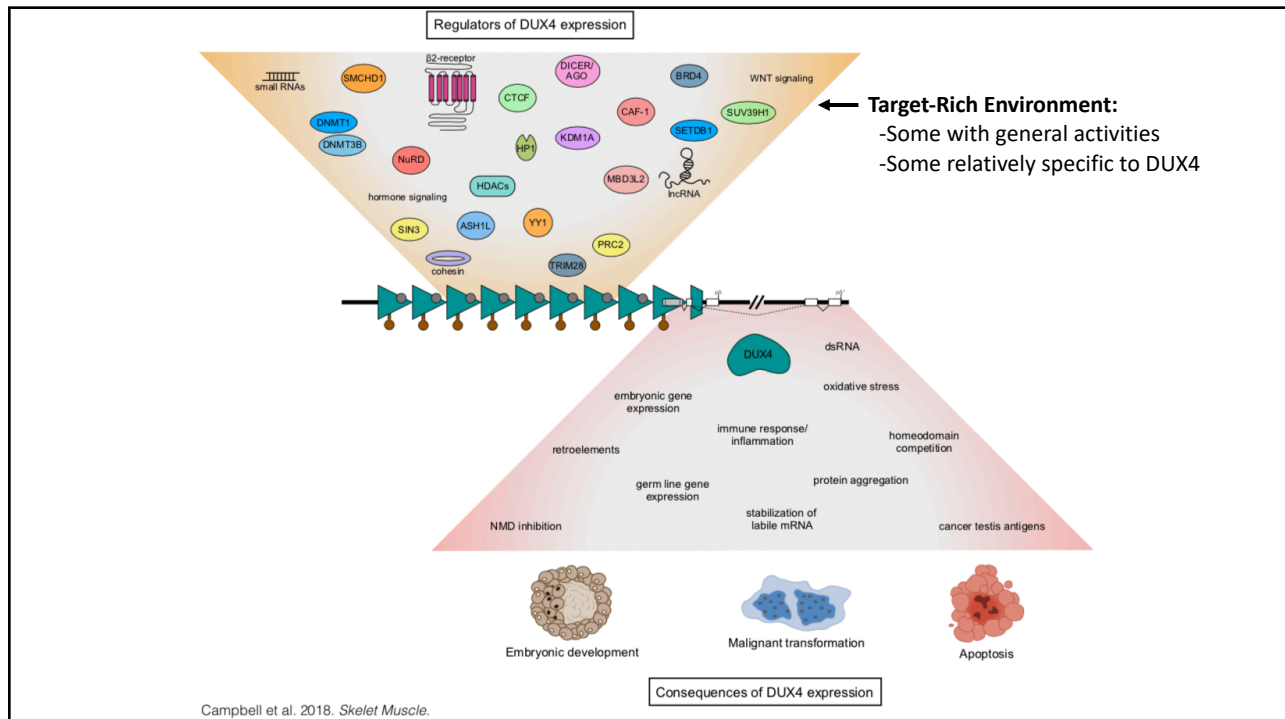 Regulators of DUX4 expression
β2-receptor
DICER/
AGO
small RNAs
SMCHD1
BRD4
WNT signaling
CTCF
CAF-1
SUV39H1
DNMT1
DNMT3B
KDM1A
SETDB1
HP1
NuRD
MBD3L2
lncRNA
HDACs
hormone signaling
SIN3
ASH1L
YY1
PRC2
cohesin
TRIM28
Target-Rich Environment:
-Some with general activities
-Some relatively specific to DUX4
DUX4
dsRNA
oxidative stress
embryonic gene
expression
immune response/
inflammation
homeodomain
competition
retroelements
protein aggregation
germ line gene
expression
stabilization of
labile mRNA
NMD inhibition
cancer testis antigens
Embryonic development
Malignant transformation
Apoptosis
Consequences of DUX4 expression
Campbell et al. 2018. Skelet Muscle.